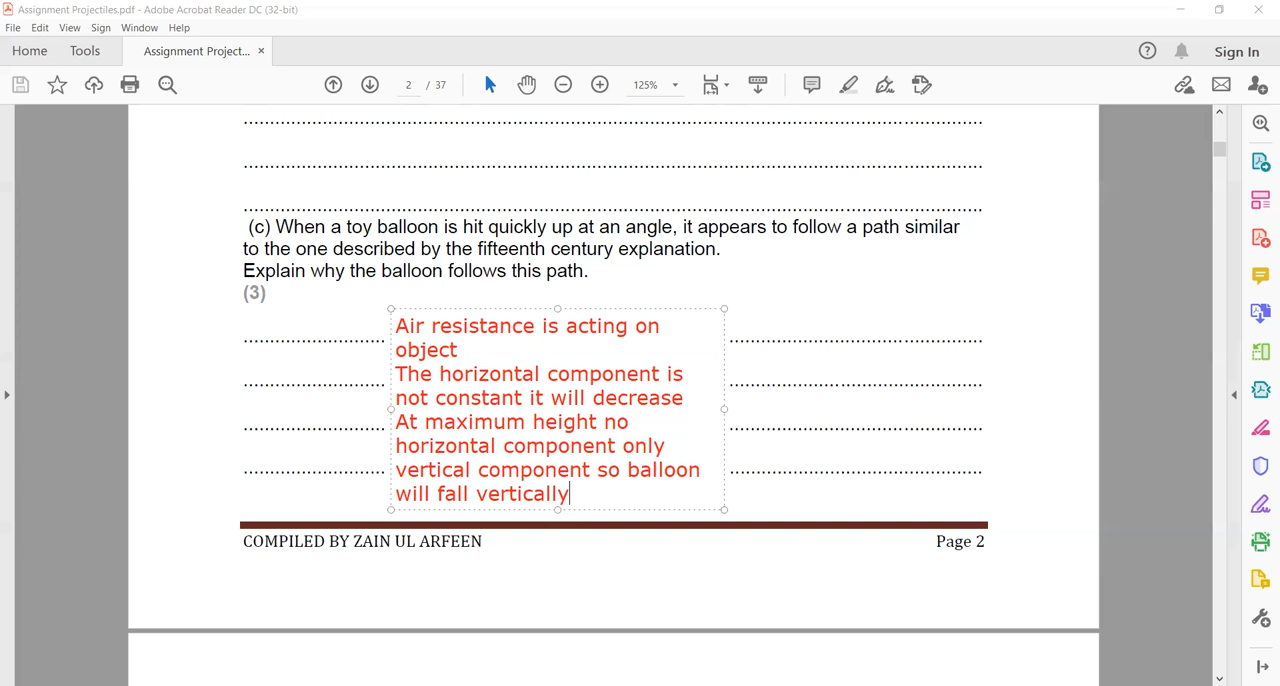 Assignment Projectiles.pdf - Adobe Acrobat Reader DC (32-bit)
File Edit View Sign Window Help
Home Tools Assignment Project... × Sign In
2 / 37 125%
(c) When a toy balloon is hit quickly up at an angle, it appears to follow a path similar
to the one described by the fifteenth century explanation.
Explain why the balloon follows this path.
(3)
Air resistance is acting on
object
The horizontal component is
not constant it will decrease
At maximum height no
horizontal component only
vertical component so balloon
will fall vertically
COMPILED BY ZAIN UL ARFEEN Page 2